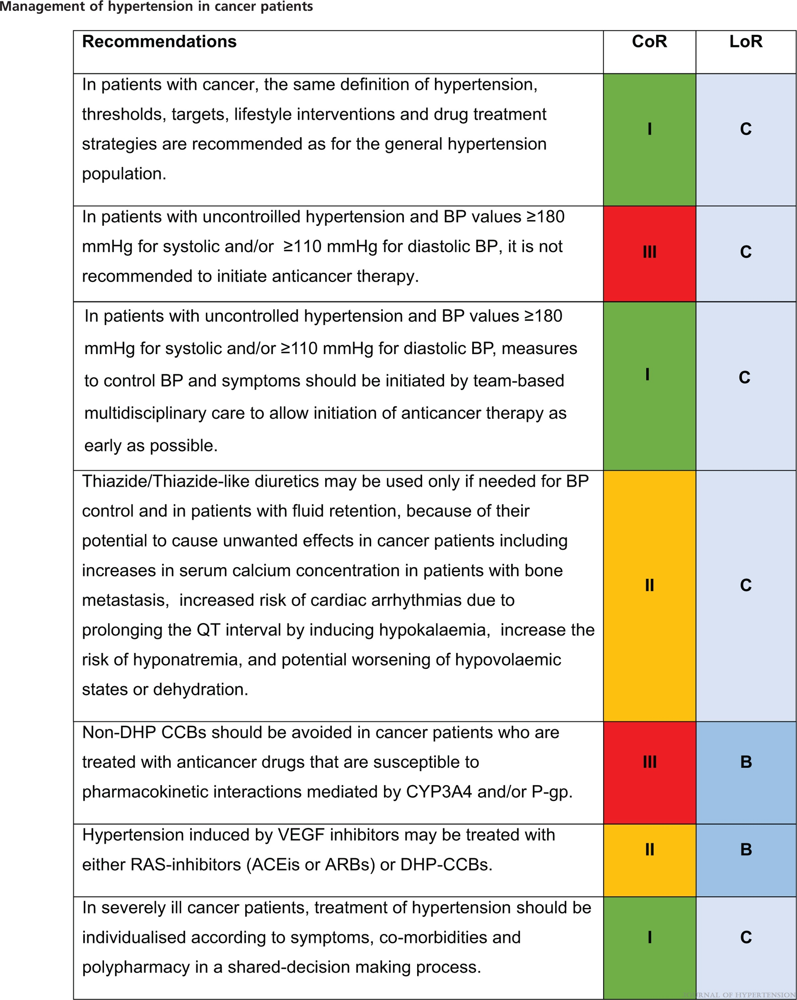 Management of hypertension in cancer patients
Recommendations CoR LoR
In patients with cancer, the same definition of hypertension,
thresholds, targets, lifestyle interventions and drug treatment
strategies are recommended as for the general hypertension
population.
I C
In patients with uncontroilled hypertension and BP values ≥180
mmHg for systolic and/or ≥110 mmHg for diastolic BP, it is not
recommended to initiate anticancer therapy.
III C
In patients with uncontrolled hypertension and BP values ≥180
mmHg for systolic and/or ≥110 mmHg for diastolic BP, measures
to control BP and symptoms should be initiated by team-based
multidisciplinary care to allow initiation of anticancer therapy as
early as possible.
I C
Thiazide/Thiazide-like diuretics may be used only if needed for BP
control and in patients with fluid retention, because of their
potential to cause unwanted effects in cancer patients including
increases in serum calcium concentration in patients with bone
metastasis, increased risk of cardiac arrhythmias due to
prolonging the QT interval by inducing hypokalaemia, increase the
risk of hyponatremia, and potential worsening of hypovolaemic
states or dehydration.
II C
Non-DHP CCBs should be avoided in cancer patients who are
treated with anticancer drugs that are susceptible to
pharmacokinetic interactions mediated by CYP3A4 and/or P-gp.
III B
Hypertension induced by VEGF inhibitors may be treated with
either RAS-inhibitors (ACEis or ARBs) or DHP-CCBs.
II B
In severely ill cancer patients, treatment of hypertension should be
individualised according to symptoms, co-morbidities and
polypharmacy in a shared-decision making process.
I C
JOURNAL OF HYPERTENSION